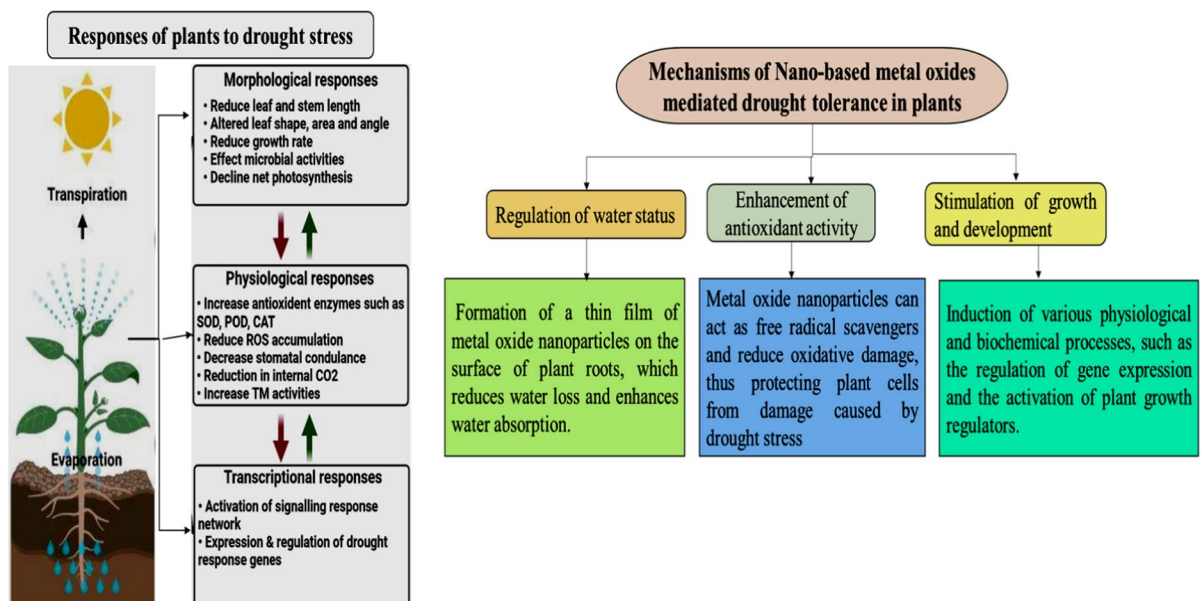 Responses of plants to drought stress
Transpiration
Evaporation
Morphological responses
• Reduce leaf and stem length
• Altered leaf shape, area and angle
• Reduce growth rate
• Effect microbial activities
• Decline net photosynthesis
Physiological responses
• Increase antioxident enzymes such as
SOD, POD, CAT
• Reduce ROS accumulation
• Decrease stomatal condulance
• Reduction in internal CO2
• Increase TM activities
Transcriptional responses
• Activation of signalling response
network
• Expression & regulation of drought
response genes
Mechanisms of Nano-based metal oxides
mediated drought tolerance in plants
Regulation of water status
Formation of a thin film of
metal oxide nanoparticles on the
surface of plant roots, which
reduces water loss and enhances
water absorption.
Enhancement of
antioxidant activity
Metal oxide nanoparticles can
act as free radical scavengers
and reduce oxidative damage,
thus protecting plant cells
from damage caused by
drought stress
Stimulation of growth
and development
Induction of various physiological
and biochemical processes, such as
the regulation of gene expression
and the activation of plant growth
regulators.